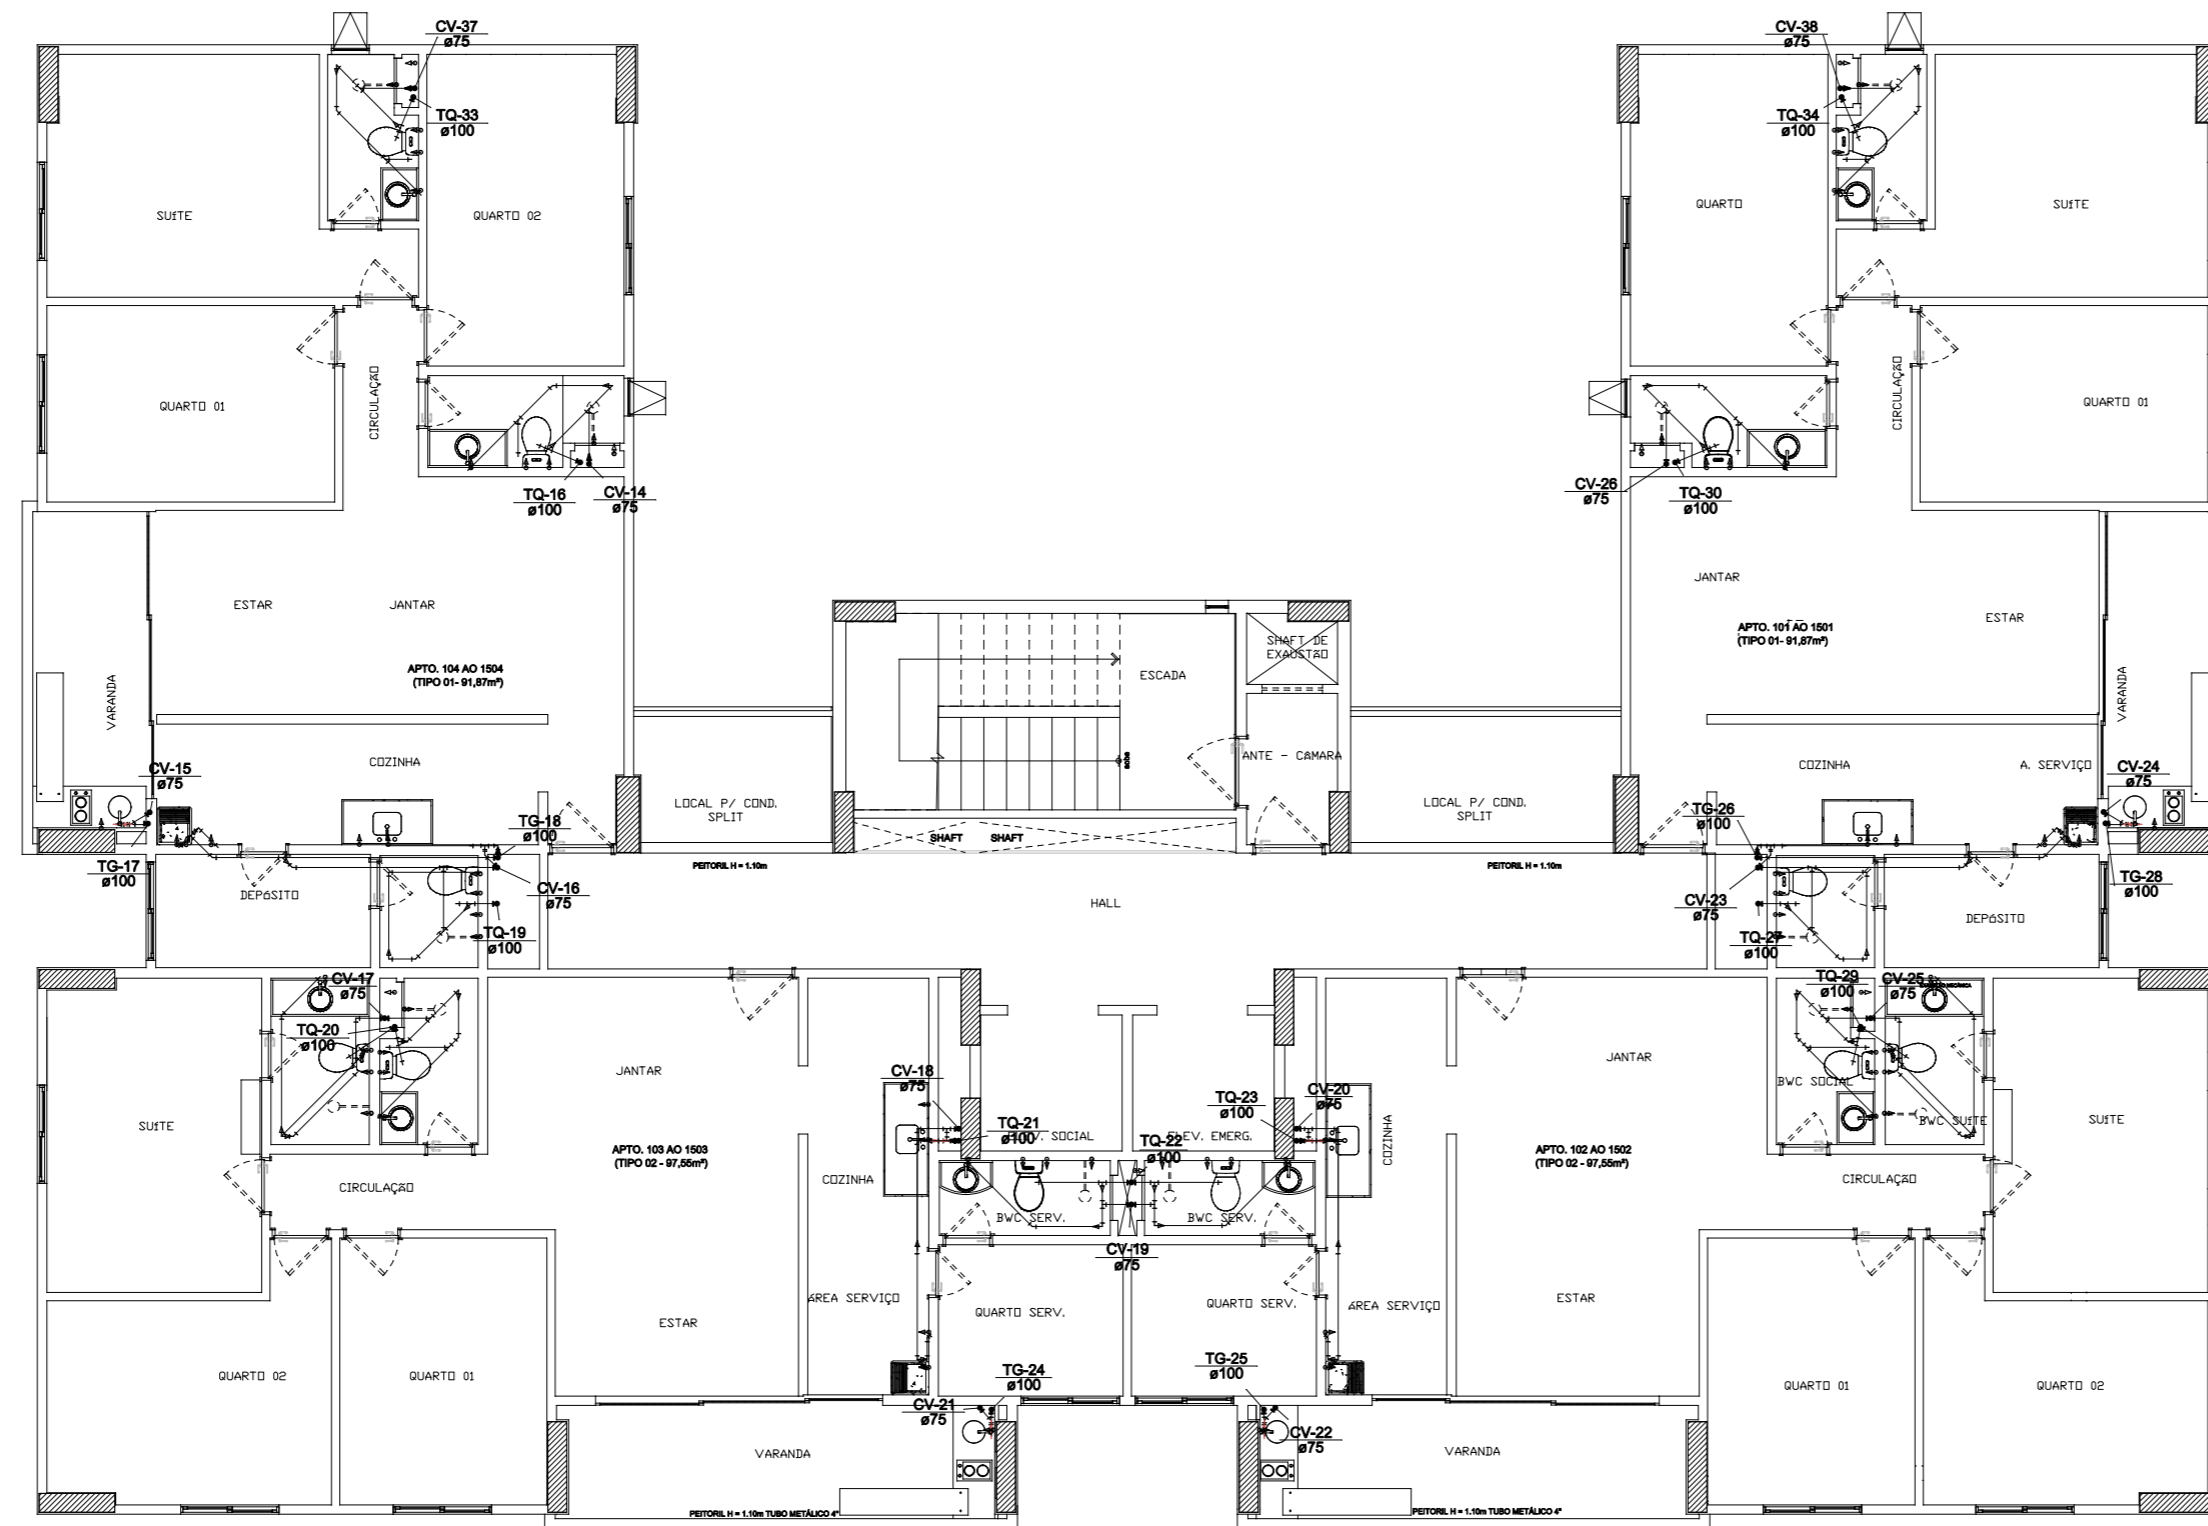 CV-37
ø75
CV-38
ø75
TQ-33
ø100
TQ-34
ø100
SUíTE
QUARTO 02
QUARTO
SUíTE
QUARTO 01
CIRCULAÇÃO
CIRCULAÇÃO
QUARTO 01
TQ-16
ø100
CV-14
ø75
CV-26
ø75
TQ-30
ø100
ESTAR
JANTAR
JANTAR
ESTAR
APTO. 104 AO 1504
(TIPO 01- 91,87m²)
SHAFT DE
EXAUSTÃO
ESCADA
APTO. 101 AO 1501
(TIPO 01- 91,87m²)
VARANDA
VARANDA
COZINHA
ANTE - CÂMARA
sobe
COZINHA
A. SERVIÇO
CV-15
ø75
CV-24
ø75
LOCAL P/ COND.
SPLIT
LOCAL P/ COND.
SPLIT
TG-18
ø100
SHAFT
SHAFT
TG-26
ø100
TG-17
ø100
PEITORIL H = 1.10m
PEITORIL H = 1.10m
TG-28
ø100
DEPóSITO
CV-16
ø75
HALL
CV-23
ø75
DEPóSITO
TQ-19
ø100
TQ-27
ø100
CV-17
ø75
TQ-29
ø100
CV-25
ø75
TQ-20
ø100
JANTAR
CV-18
ø75
TQ-23
ø100
CV-20
ø75
JANTAR
BWC SOCIAL
SUíTE
TQ-21
ø100
ELEV. SOCIAL
ELEV. EMERG.
TQ-22
ø100
COZINHA
BWC SUíTE
SUíTE
APTO. 103 AO 1503
(TIPO 02 - 97,55m²)
APTO. 102 AO 1502
(TIPO 02 - 97,55m²)
CIRCULAÇÃO
COZINHA
BWC SERV.
BWC SERV.
CIRCULAÇÃO
CV-19
ø75
ÁREA SERVIÇO
QUARTO SERV.
QUARTO SERV.
ÁREA SERVIÇO
ESTAR
ESTAR
QUARTO 02
QUARTO 01
TG-24
ø100
TG-25
ø100
QUARTO 01
QUARTO 02
CV-21
ø75
CV-22
ø75
VARANDA
VARANDA
PEITORIL H = 1.10m TUBO METÁLICO 4"
PEITORIL H = 1.10m TUBO METÁLICO 4"